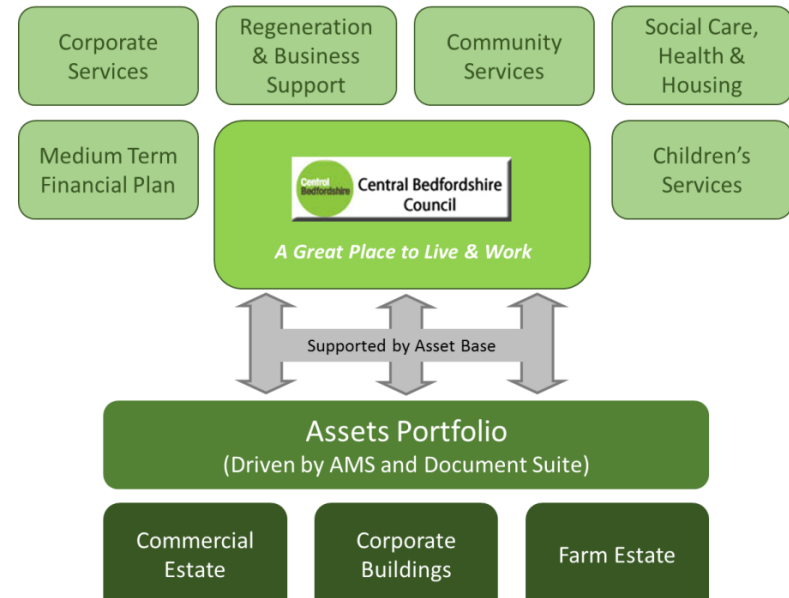 Corporate
Services
Regeneration
& Business
Support
Community
Services
Social Care,
Health &
Housing
Medium Term
Financial Plan
Central
Bedfordshire
Central Bedfordshire
Council
A Great Place to Live & Work
Children's
Services
Supported by Asset Base
Assets Portfolio
(Driven by AMS and Document Suite)
Commercial
Estate
Corporate
Buildings
Farm Estate